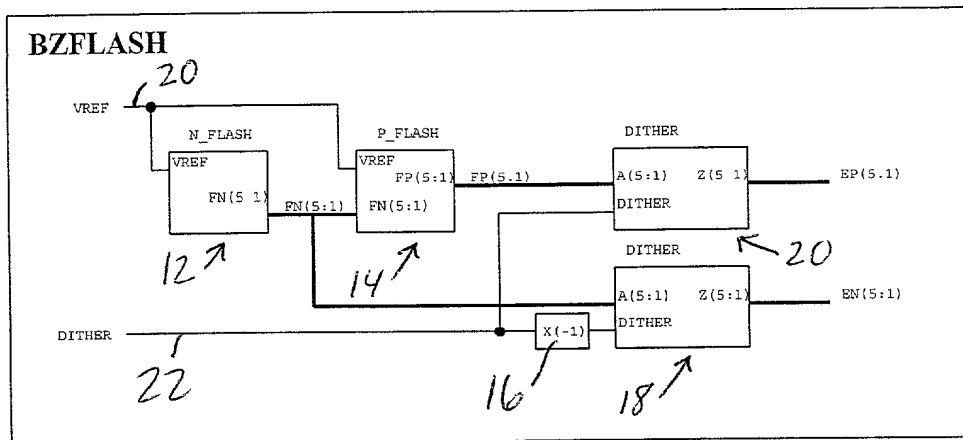 BZFLASH
20
VREF
N_FLASH
P_FLASH
DITHER
VREF
FN(5 1)
FN(5:1)
VREF
FP(5:1)
FN(5:1)
FP(5.1)
A(5:1) Z(5 1)
DITHER
EP(5.1)
12
14
20
DITHER
A(5:1) Z(5:1)
DITHER
EN(5:1)
DITHER
X(-1)
22
16
18